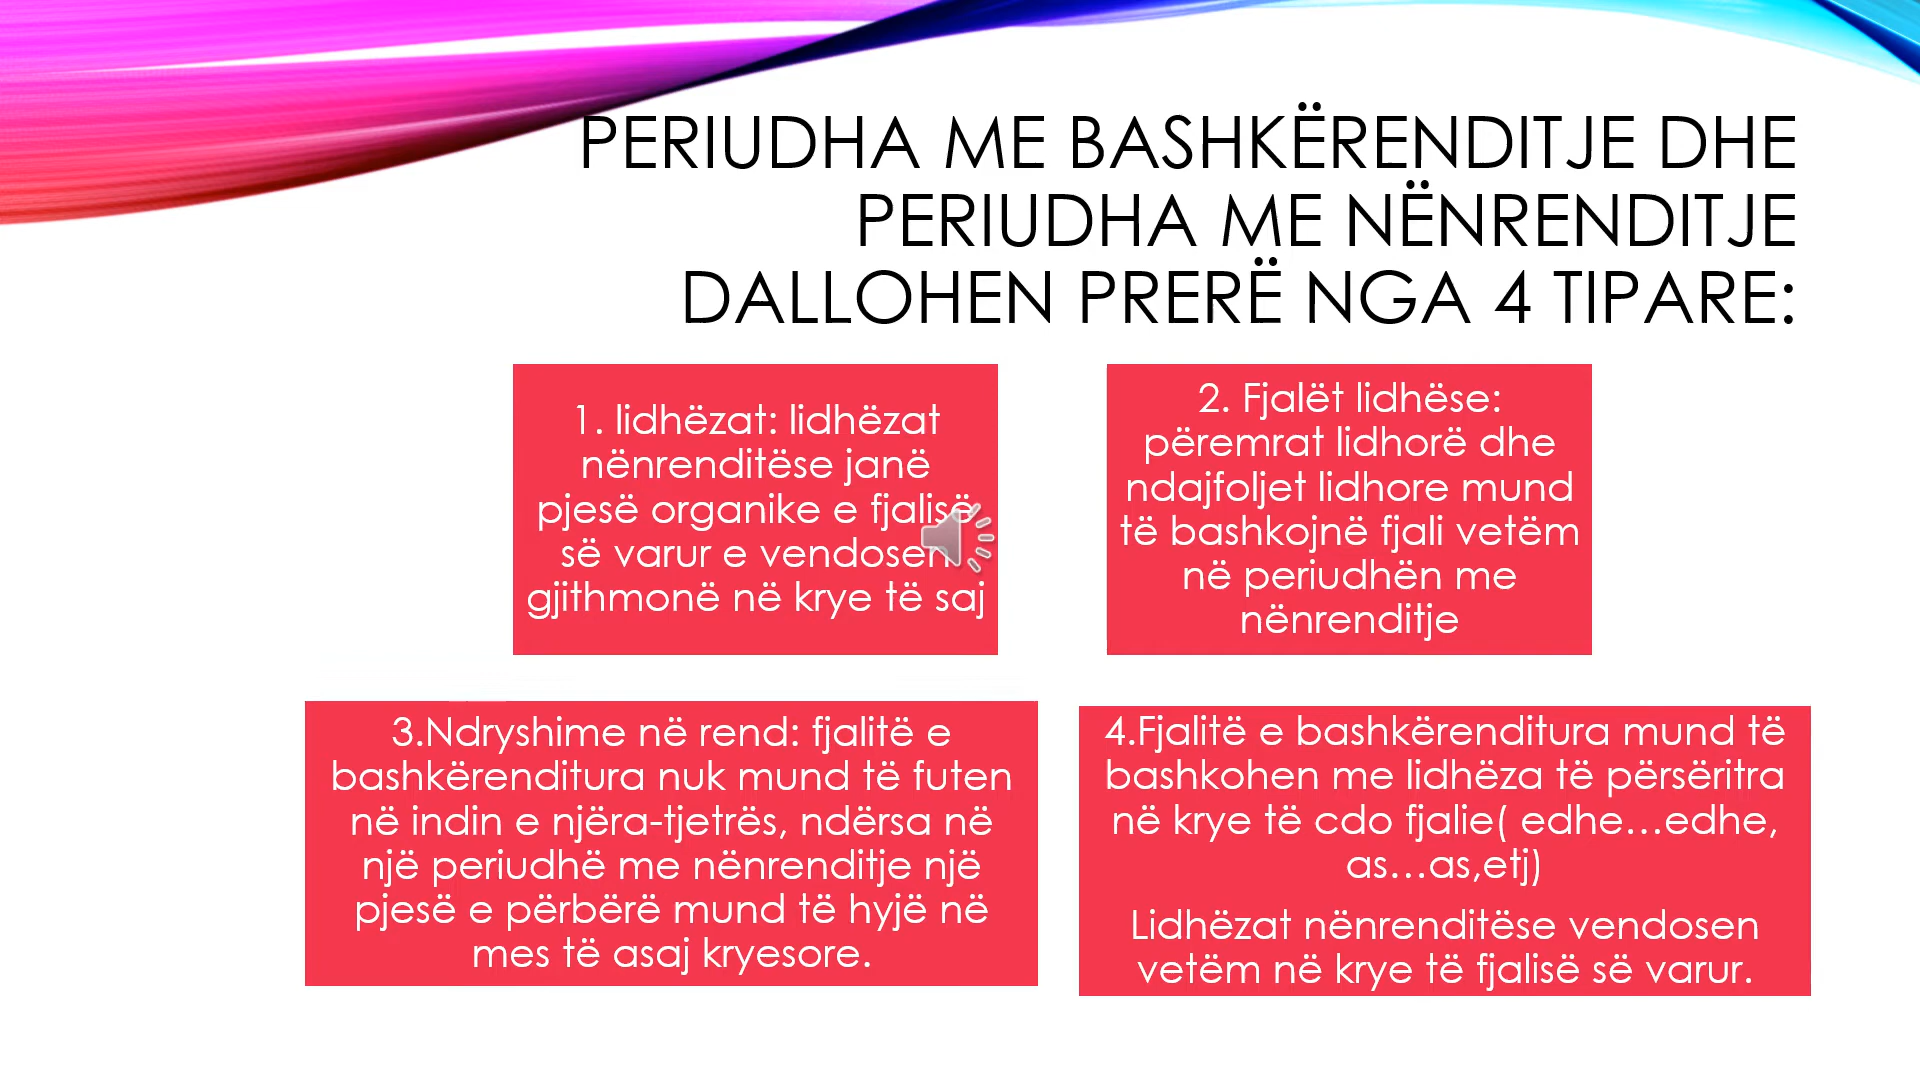 PERIUDHA ME BASHKËRENDITJE DHE
PERIUDHA ME NËNRENDITJE
DALLOHEN PRERË NGA 4 TIPARE:
1. lidhëzat: lidhëzat
nënrenditëse janë
pjesë organike e fjalisë
së varur e vendosen
gjithmonë në krye të saj
2. Fjalët lidhëse:
përemrat lidhorë dhe
ndajfoljet lidhore mund
të bashkojnë fjali vetëm
në periudhën me
nënrenditje
3.Ndryshime në rend: fjalitë e
bashkërenditura nuk mund të futen
në indin e njëra-tjetrës, ndërsa në
një periudhë me nënrenditje një
pjesë e përbërë mund të hyjë në
mes të asaj kryesore.
4.Fjalitë e bashkërenditura mund të
bashkohen me lidhëza të përsëritra
në krye të cdo fjalie( edhe...edhe,
as...as,etj)
Lidhëzat nënrenditëse vendosen
vetëm në krye të fjalisë së varur.